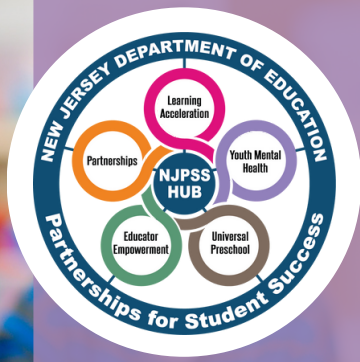 NEW JERSEY DEPARTMENT OF EDUCATION
Learning
Acceleration
Partnerships
Youth Mental
Health
NJPSS
HUB
Educator
Empowerment
Universal
Preschool
Partnerships for Student Success